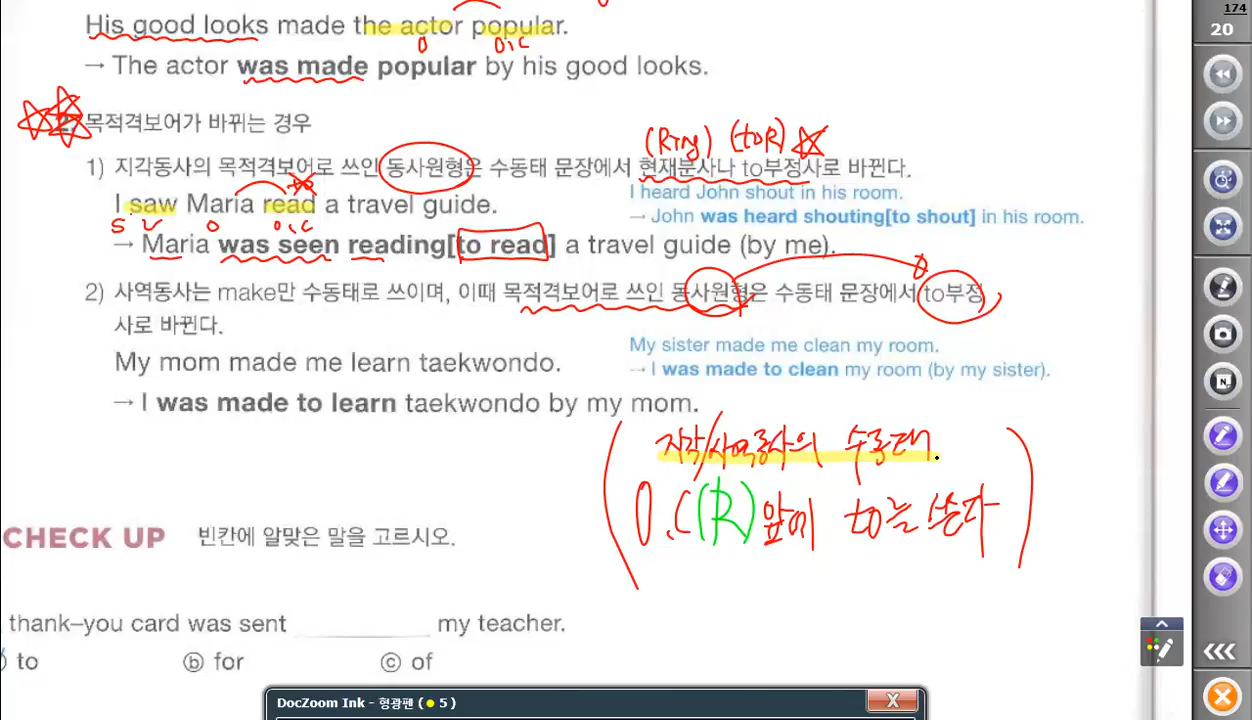 174
20
His good looks made the actor popular.
O O.C
→ The actor was made popular by his good looks.
2. 목적격보어가 바뀌는 경우
(Ring) (toR)
1) 지각동사의 목적격보어로 쓰인 동사원형은 수동태 문장에서 현재분사나 to부정사로 바뀐다.
I saw Maria read a travel guide.
S V O O.C
→ Maria was seen reading[to read] a travel guide (by me).
I heard John shout in his room.
→ John was heard shouting[to shout] in his room.
2) 사역동사는 make만 수동태로 쓰이며, 이때 목적격보어로 쓰인 동사원형은 수동태 문장에서 to부정
사로 바뀐다.
My mom made me learn taekwondo.
→ I was made to learn taekwondo by my mom.
My sister made me clean my room.
→ I was made to clean my room (by my sister).
(지각/사역동사의 수동태.
O.C(R) 앞에 to는 쓴다)
CHECK UP 빈칸에 알맞은 말을 고르시오.
thank–you card was sent ________ my teacher.
to ⓑ for ⓒ of
DocZoom Ink - 형광펜 ( 5 ) X